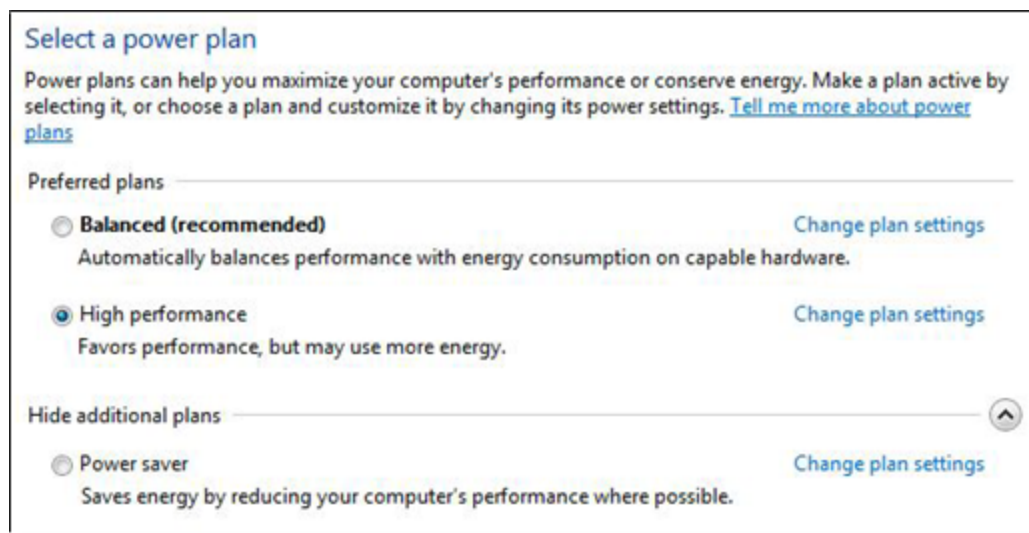 Select a power plan
Power plans can help you maximize your computer's performance or conserve energy. Make a plan active by
selecting it, or choose a plan and customize it by changing its power settings. Tell me more about power
plans
Preferred plans
Balanced (recommended) Change plan settings
Automatically balances performance with energy consumption on capable hardware.
High performance Change plan settings
Favors performance, but may use more energy.
Hide additional plans
Power saver Change plan settings
Saves energy by reducing your computer's performance where possible.